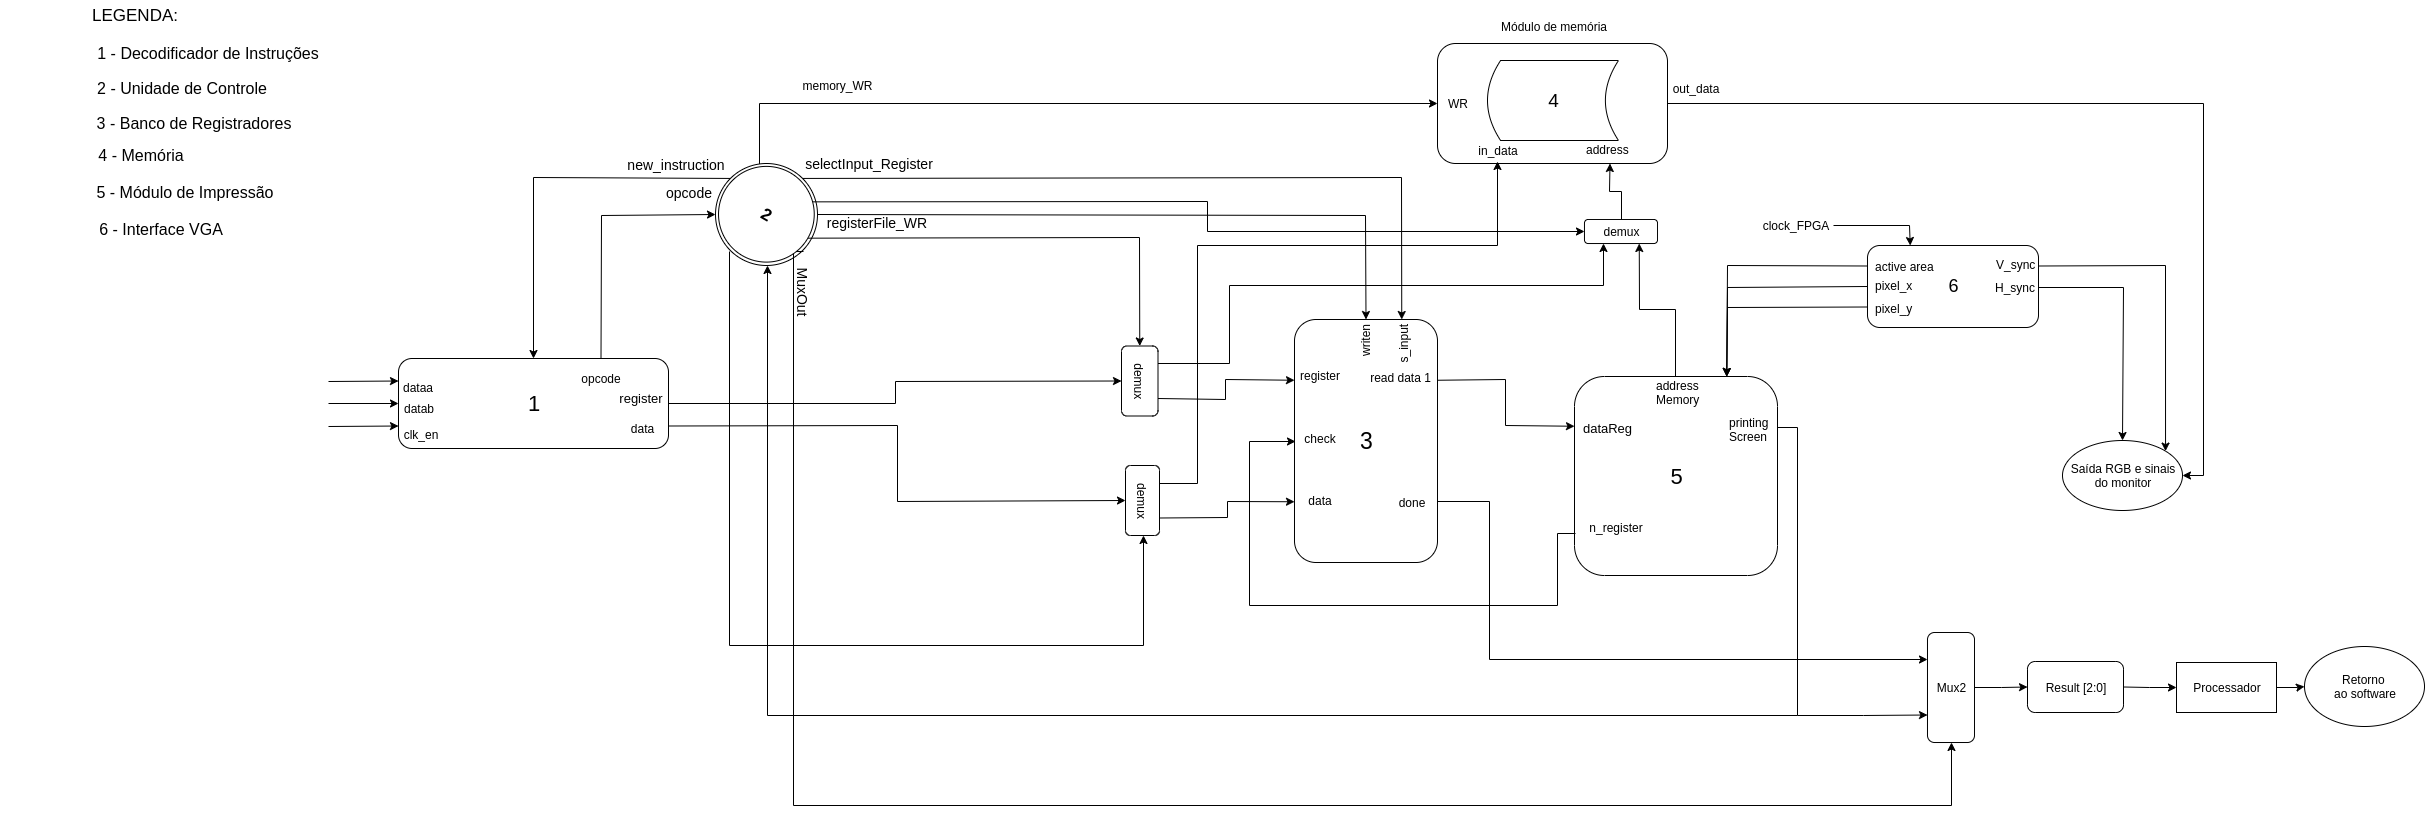 LEGENDA:
1 - Decodificador de Instruções
2 - Unidade de Controle
3 - Banco de Registradores
4 - Memória
5 - Módulo de Impressão
6 - Interface VGA
Módulo de memória
memory_WR
WR
4
out_data
in_data
address
new_instruction
selectInput_Register
opcode
2
registerFile_WR
MuxOut
demux
clock_FPGA
active area
pixel_x
pixel_y
6
V_sync
H_sync
dataa
datab
clk_en
1
opcode
register
data
demux
demux
writen
s_input
register
read data 1
check
3
data
done
address
Memory
dataReg
printing
Screen
5
n_register
Saída RGB e sinais
do monitor
Mux2
Result [2:0]
Processador
Retorno
ao software